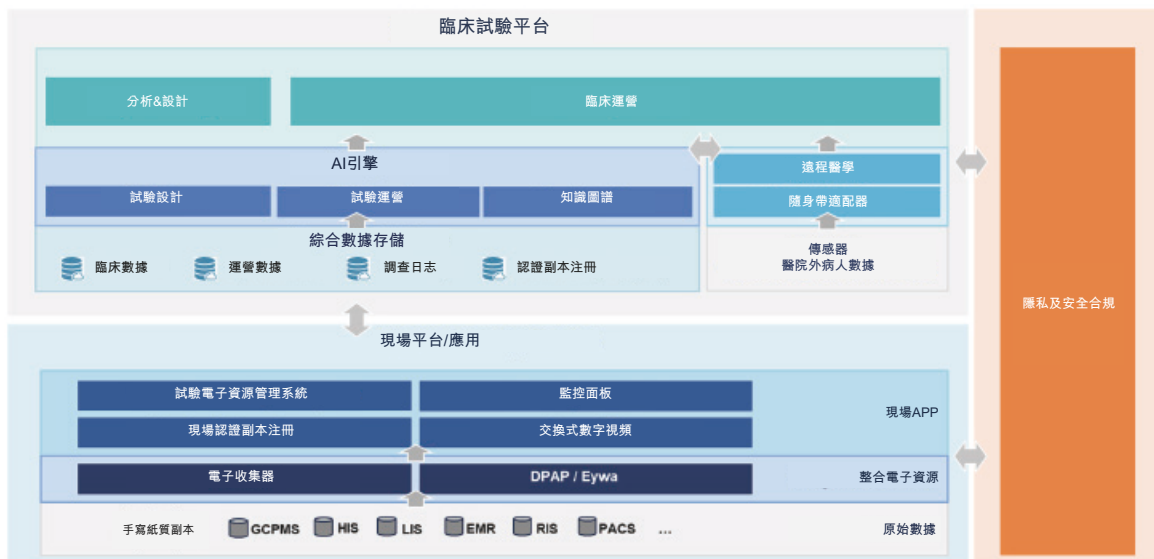 臨床試驗平台
分析&設計
臨床運營
AI引擎
試驗設計
試驗運營
知識圖譜
遠程醫學
隨身帶適配器
綜合數據存儲
臨床數據
運營數據
調查日志
認證副本注冊
傳感器
醫院外病人數據
隱私及安全合規
現場平台/應用
試驗電子資源管理系統
監控面板
現場認證副本注冊
交換式數字視頻
現場APP
電子收集器
DPAP / Eywa
整合電子資源
手寫紙質副本
GCPMS
HIS
LIS
EMR
RIS
PACS
...
原始數據